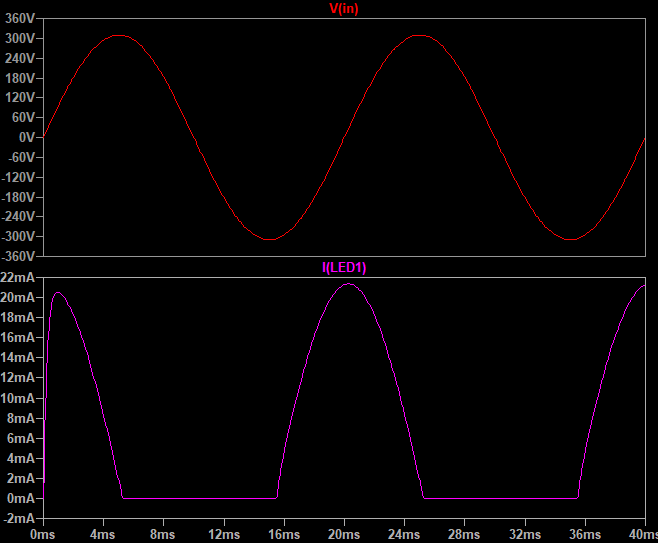 V(in)
360V
300V
240V
180V
120V
60V
0V
-60V
-120V
-180V
-240V
-300V
-360V
I(LED1)
22mA
20mA
18mA
16mA
14mA
12mA
10mA
8mA
6mA
4mA
2mA
0mA
-2mA
0ms 4ms 8ms 12ms 16ms 20ms 24ms 28ms 32ms 36ms 40ms